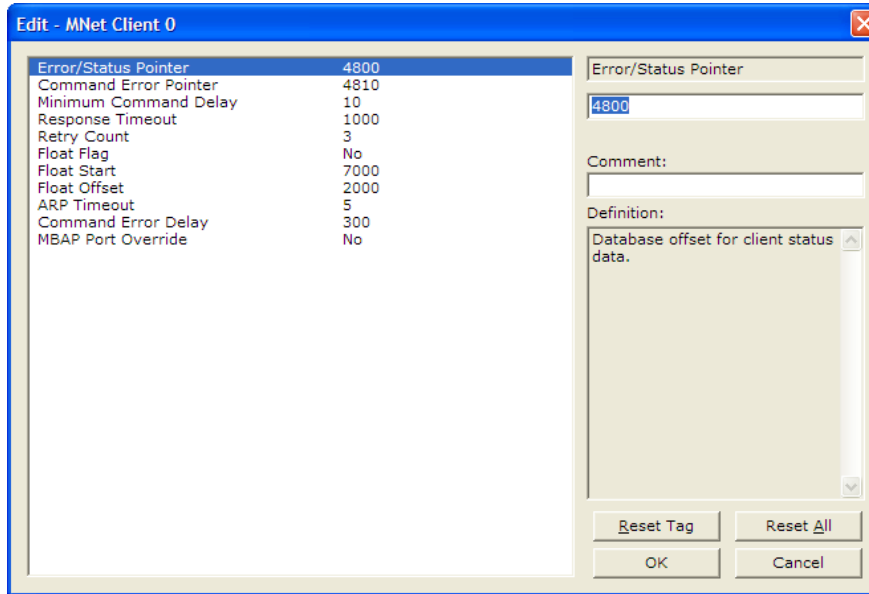 Edit - MNet Client 0
Error/Status Pointer 4800
Command Error Pointer 4810
Minimum Command Delay 10
Response Timeout 1000
Retry Count 3
Float Flag No
Float Start 7000
Float Offset 2000
ARP Timeout 5
Command Error Delay 300
MBAP Port Override No
Error/Status Pointer
4800
Comment:
Definition:
Database offset for client status
data.
Reset Tag Reset All
OK Cancel